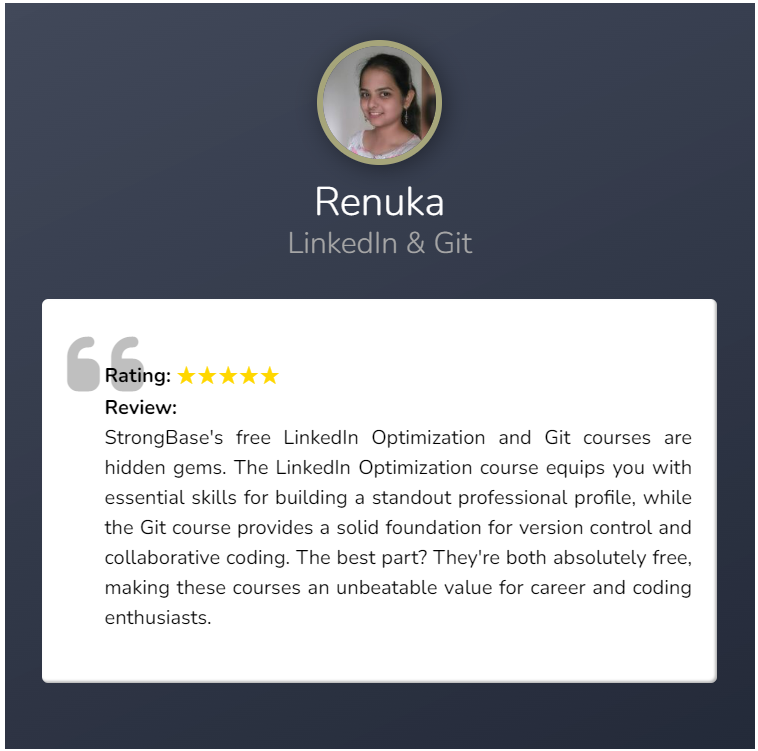 Renuka
LinkedIn & Git
Rating: ★★★★★
Review:
StrongBase's free LinkedIn Optimization and Git courses are
hidden gems. The LinkedIn Optimization course equips you with
essential skills for building a standout professional profile, while
the Git course provides a solid foundation for version control and
collaborative coding. The best part? They're both absolutely free,
making these courses an unbeatable value for career and coding
enthusiasts.